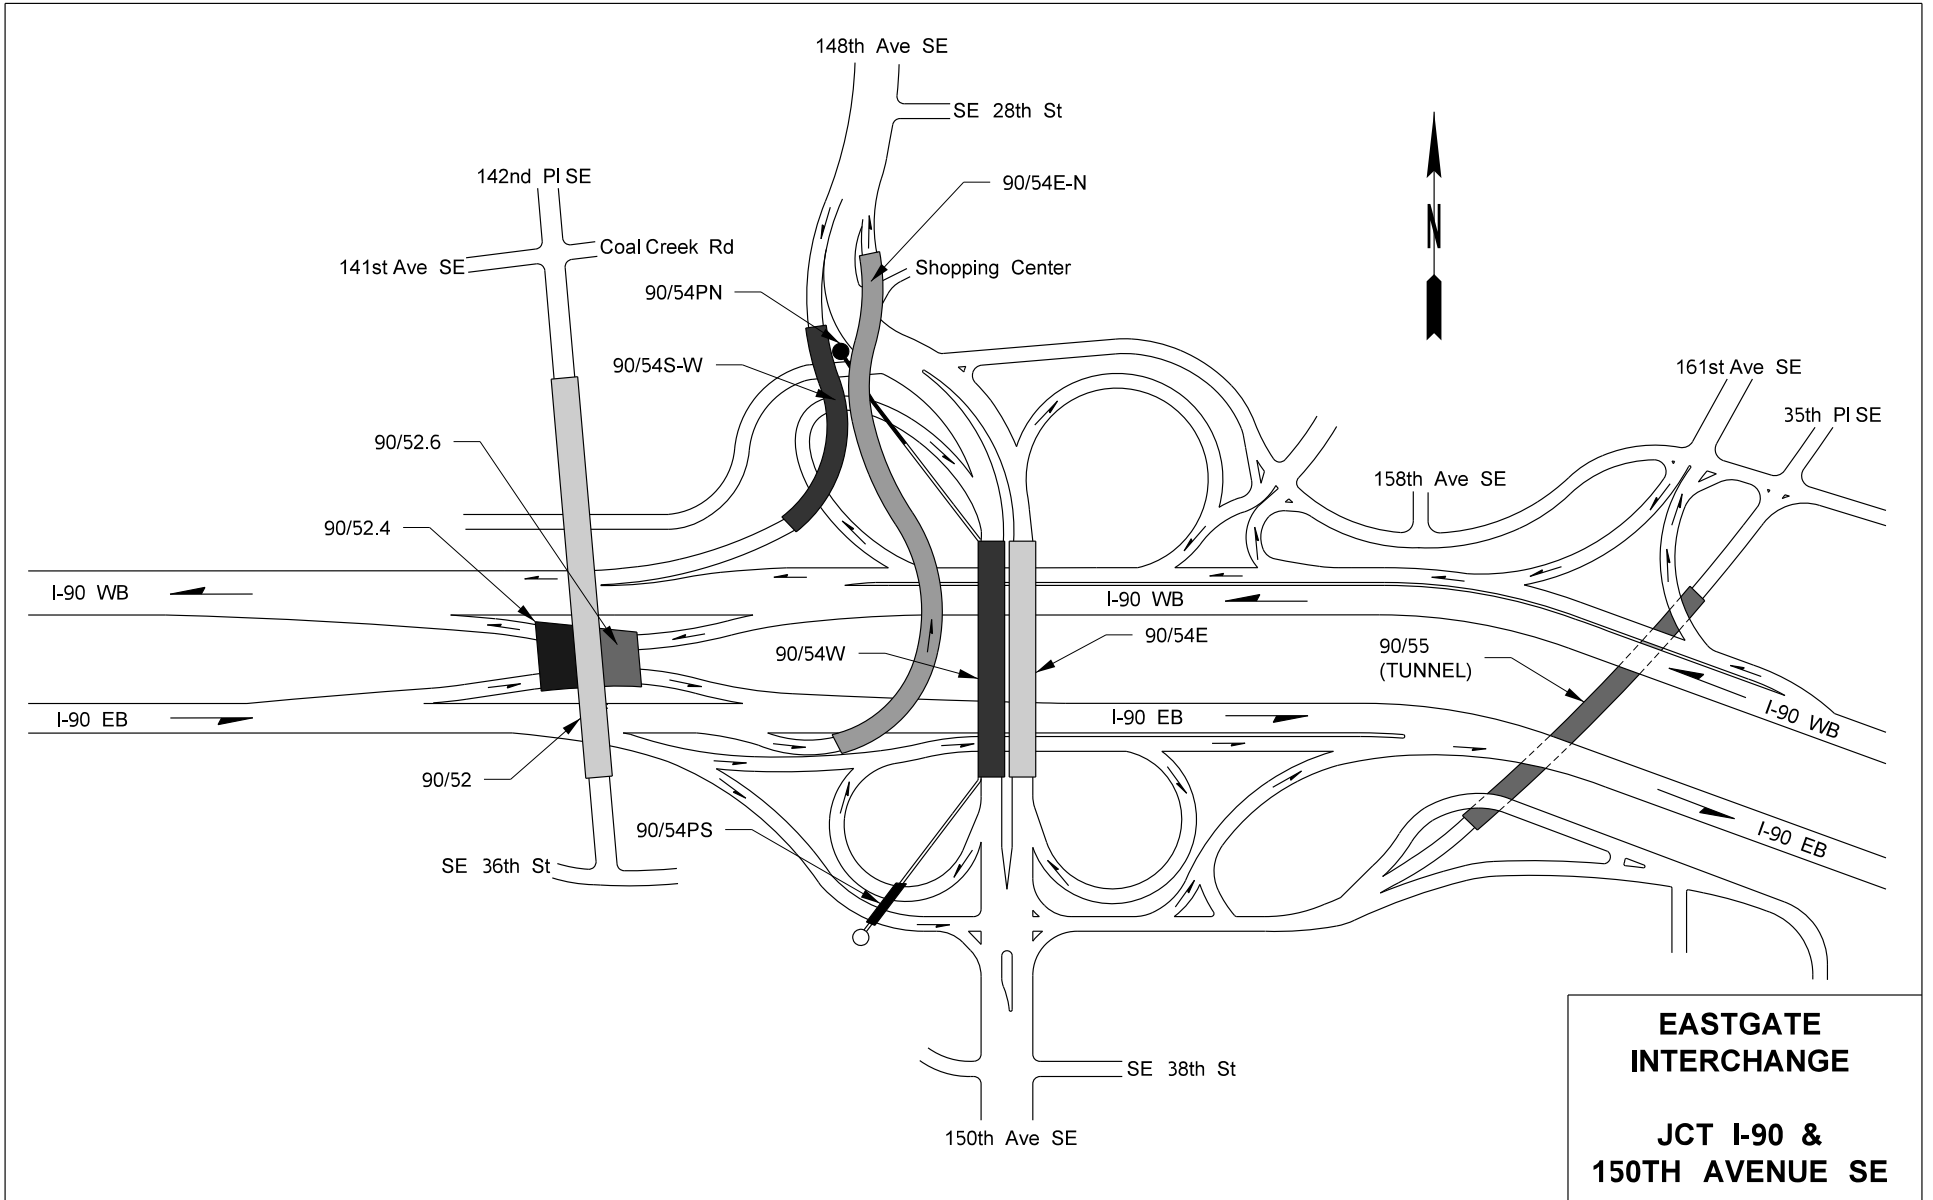 148th Ave SE
SE 28th St
142nd Pl SE
90/54E-N
N
Coal Creek Rd
141st Ave SE
Shopping Center
90/54PN
90/54S-W
161st Ave SE
35th Pl SE
90/52.6
158th Ave SE
90/52.4
I-90 WB
I-90 WB
90/54E
90/54W
90/55
(TUNNEL)
I-90 EB
I-90 EB
I-90 WB
90/52
90/54PS
I-90 EB
SE 36th St
SE 38th St
150th Ave SE
EASTGATE
INTERCHANGE
JCT I-90 &
150TH AVENUE SE